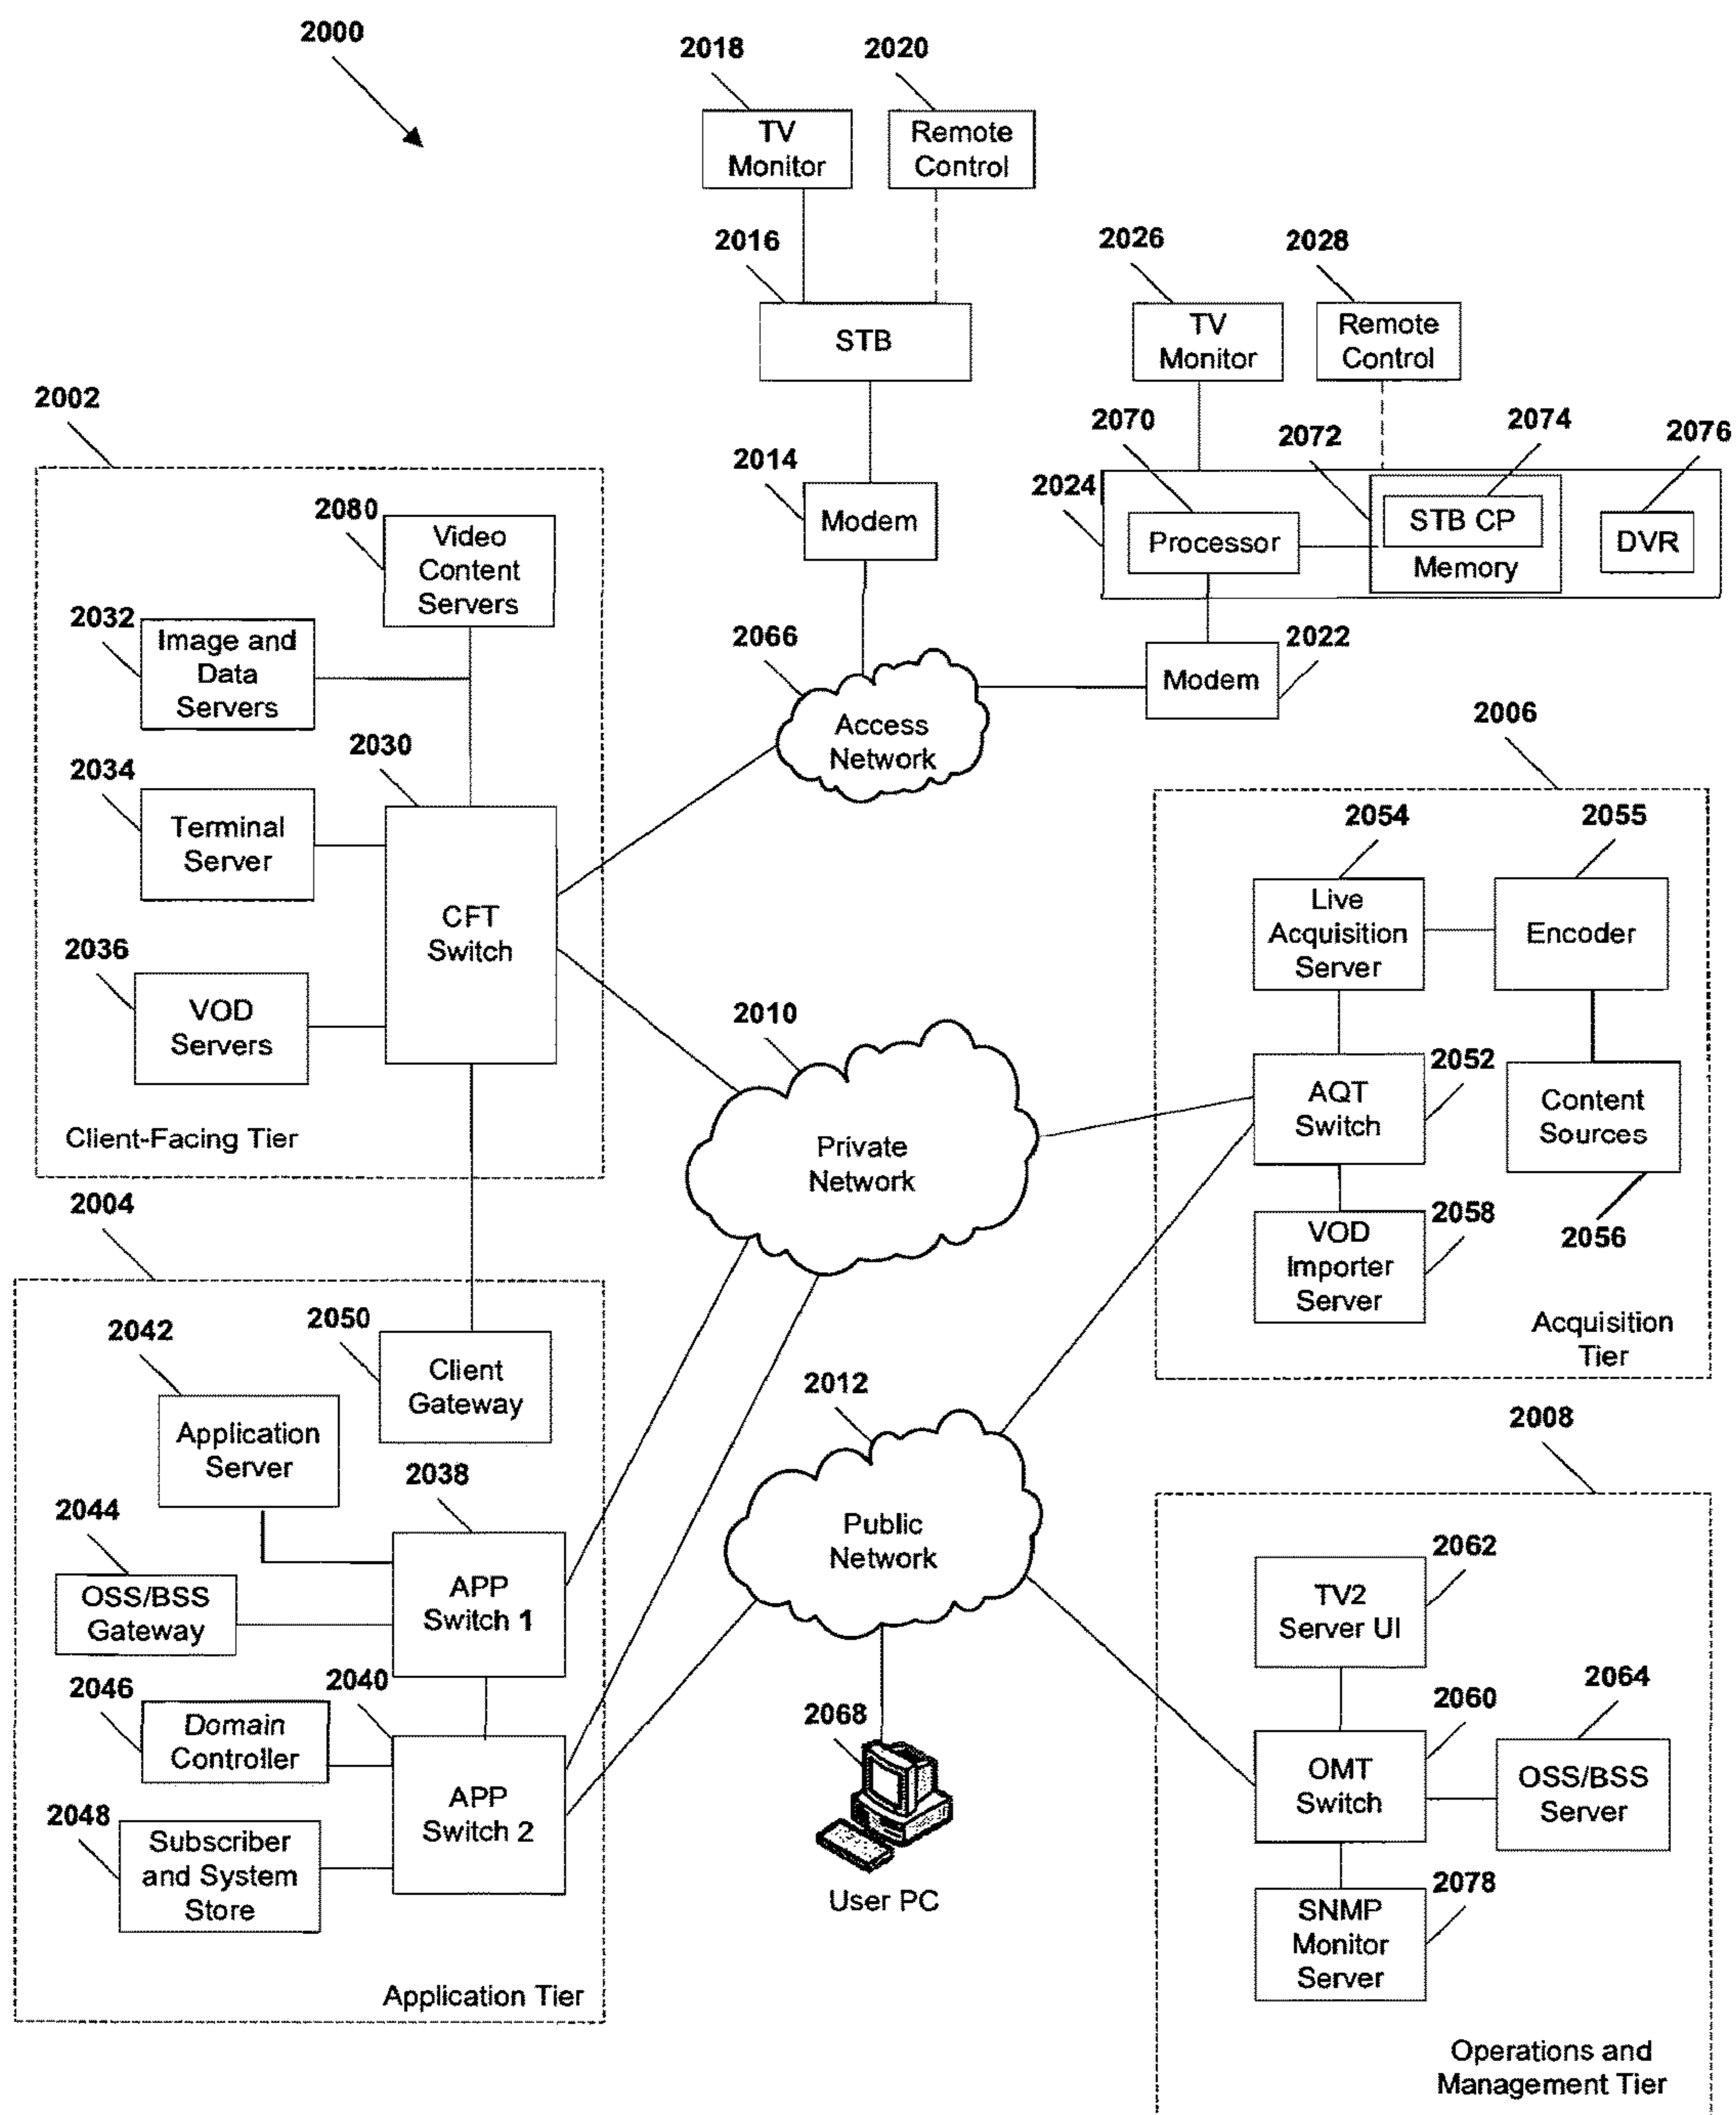 2000
2018
2020
TV
Monitor
Remote
Control
2016
STB
2026
2028
TV
Monitor
Remote
Control
2002
2014
Modem
2070
2072
2074
2076
2024
Processor
STB CP
Memory
DVR
2080
Video
Content
Servers
2032
Image and
Data
Servers
2066
Access
Network
2022
Modem
2034
Terminal
Server
2030
CFT
Switch
2036
VOD
Servers
Client-Facing Tier
2006
2054
2055
Live
Acquisition
Server
Encoder
2010
Private
Network
2052
AQT
Switch
Content
Sources
2056
2058
VOD
Importer
Server
Acquisition
Tier
2004
2042
2050
Client
Gateway
Application
Server
2038
2044
OSS/BSS
Gateway
APP
Switch 1
2046
2040
Domain
Controller
2048
Subscriber
and System
Store
APP
Switch 2
Application Tier
2012
Public
Network
2068
User PC
2008
2062
TV2
Server UI
2060
2064
OMT
Switch
OSS/BSS
Server
2078
SNMP
Monitor
Server
Operations and
Management Tier